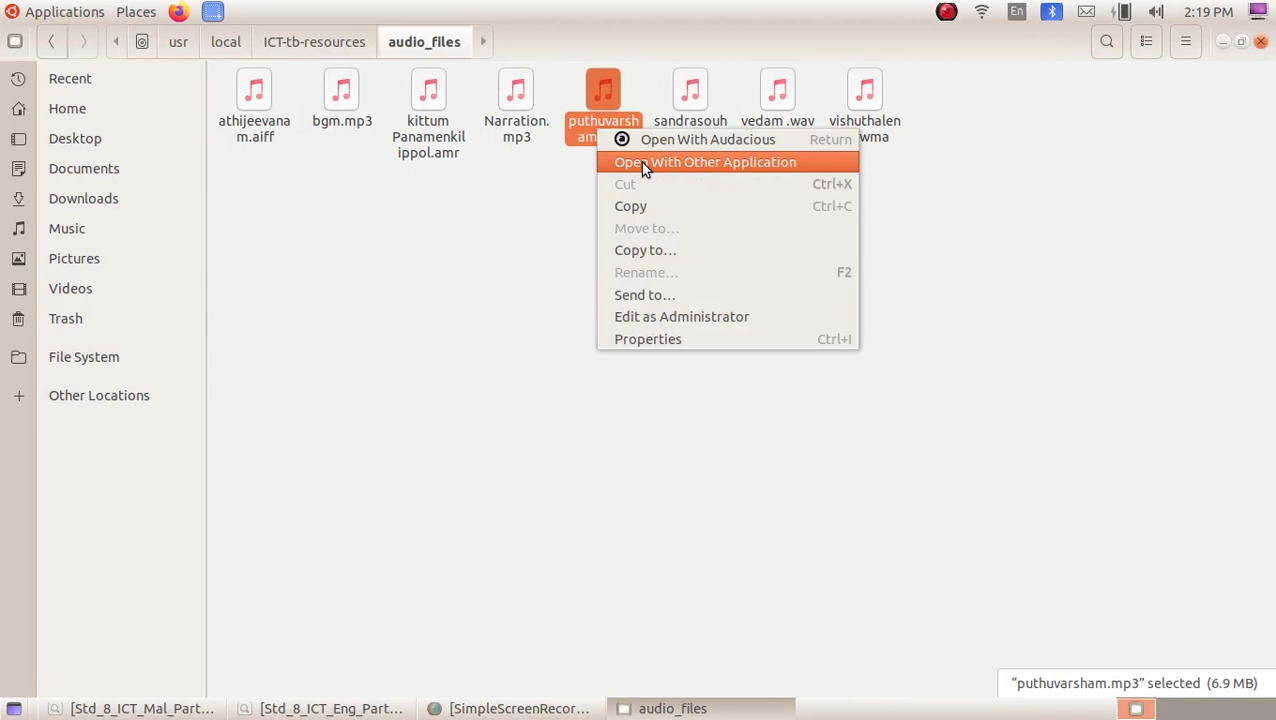 Applications Places En 2:19 PM
usr local ICT-tb-resources audio_files
Recent
Home
Desktop
Documents
Downloads
Music
Pictures
Videos
Trash
File System
Other Locations
athijeevana
m.aiff
bgm.mp3
kittum
Panamenkil
ippol.amr
Narration.
mp3
puthuvarsh
am
sandrasouh
vedam .wav
vishuthalen
wma
Open With Audacious Return
Open With Other Application
Cut Ctrl+X
Copy Ctrl+C
Move to…
Copy to…
Rename… F2
Send to…
Edit as Administrator
Properties Ctrl+I
“puthuvarsham.mp3” selected (6.9 MB)
[Std_8_ICT_Mal_Part… [Std_8_ICT_Eng_Part… [SimpleScreenRecor… audio_files